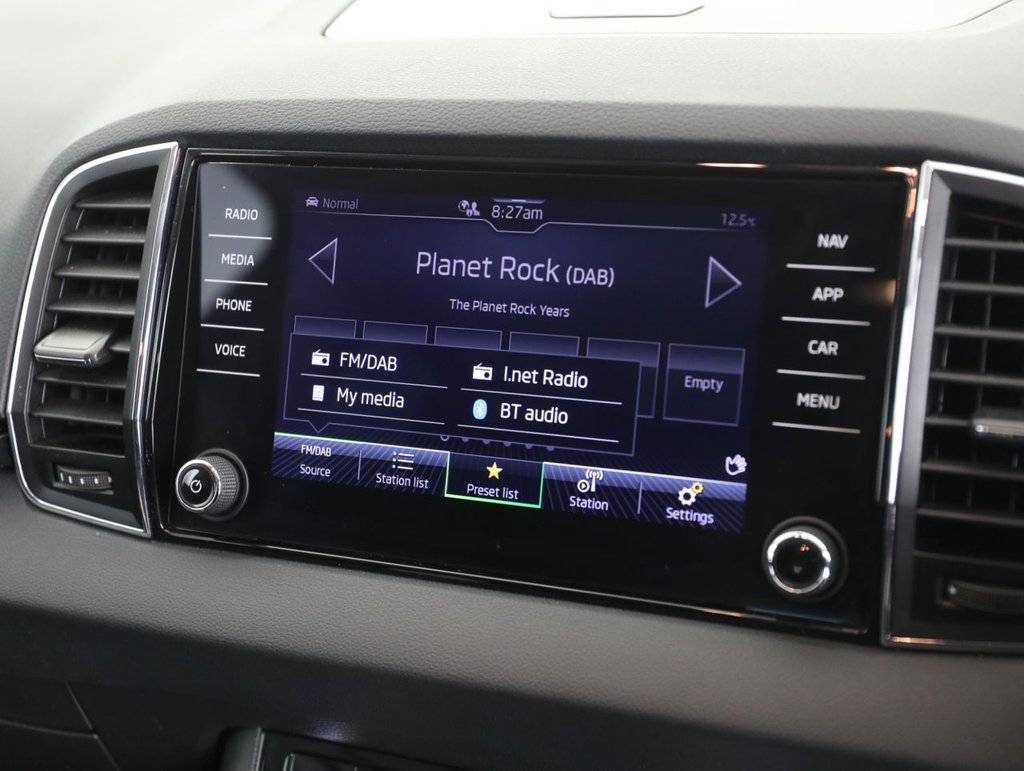 RADIO
MEDIA
PHONE
VOICE
Normal
8:27am
12.5°c
Planet Rock (DAB)
The Planet Rock Years
FM/DAB
I.net Radio
My media
BT audio
Empty
FM/DAB
Source
Station list
Preset list
Station
Settings
NAV
APP
CAR
MENU